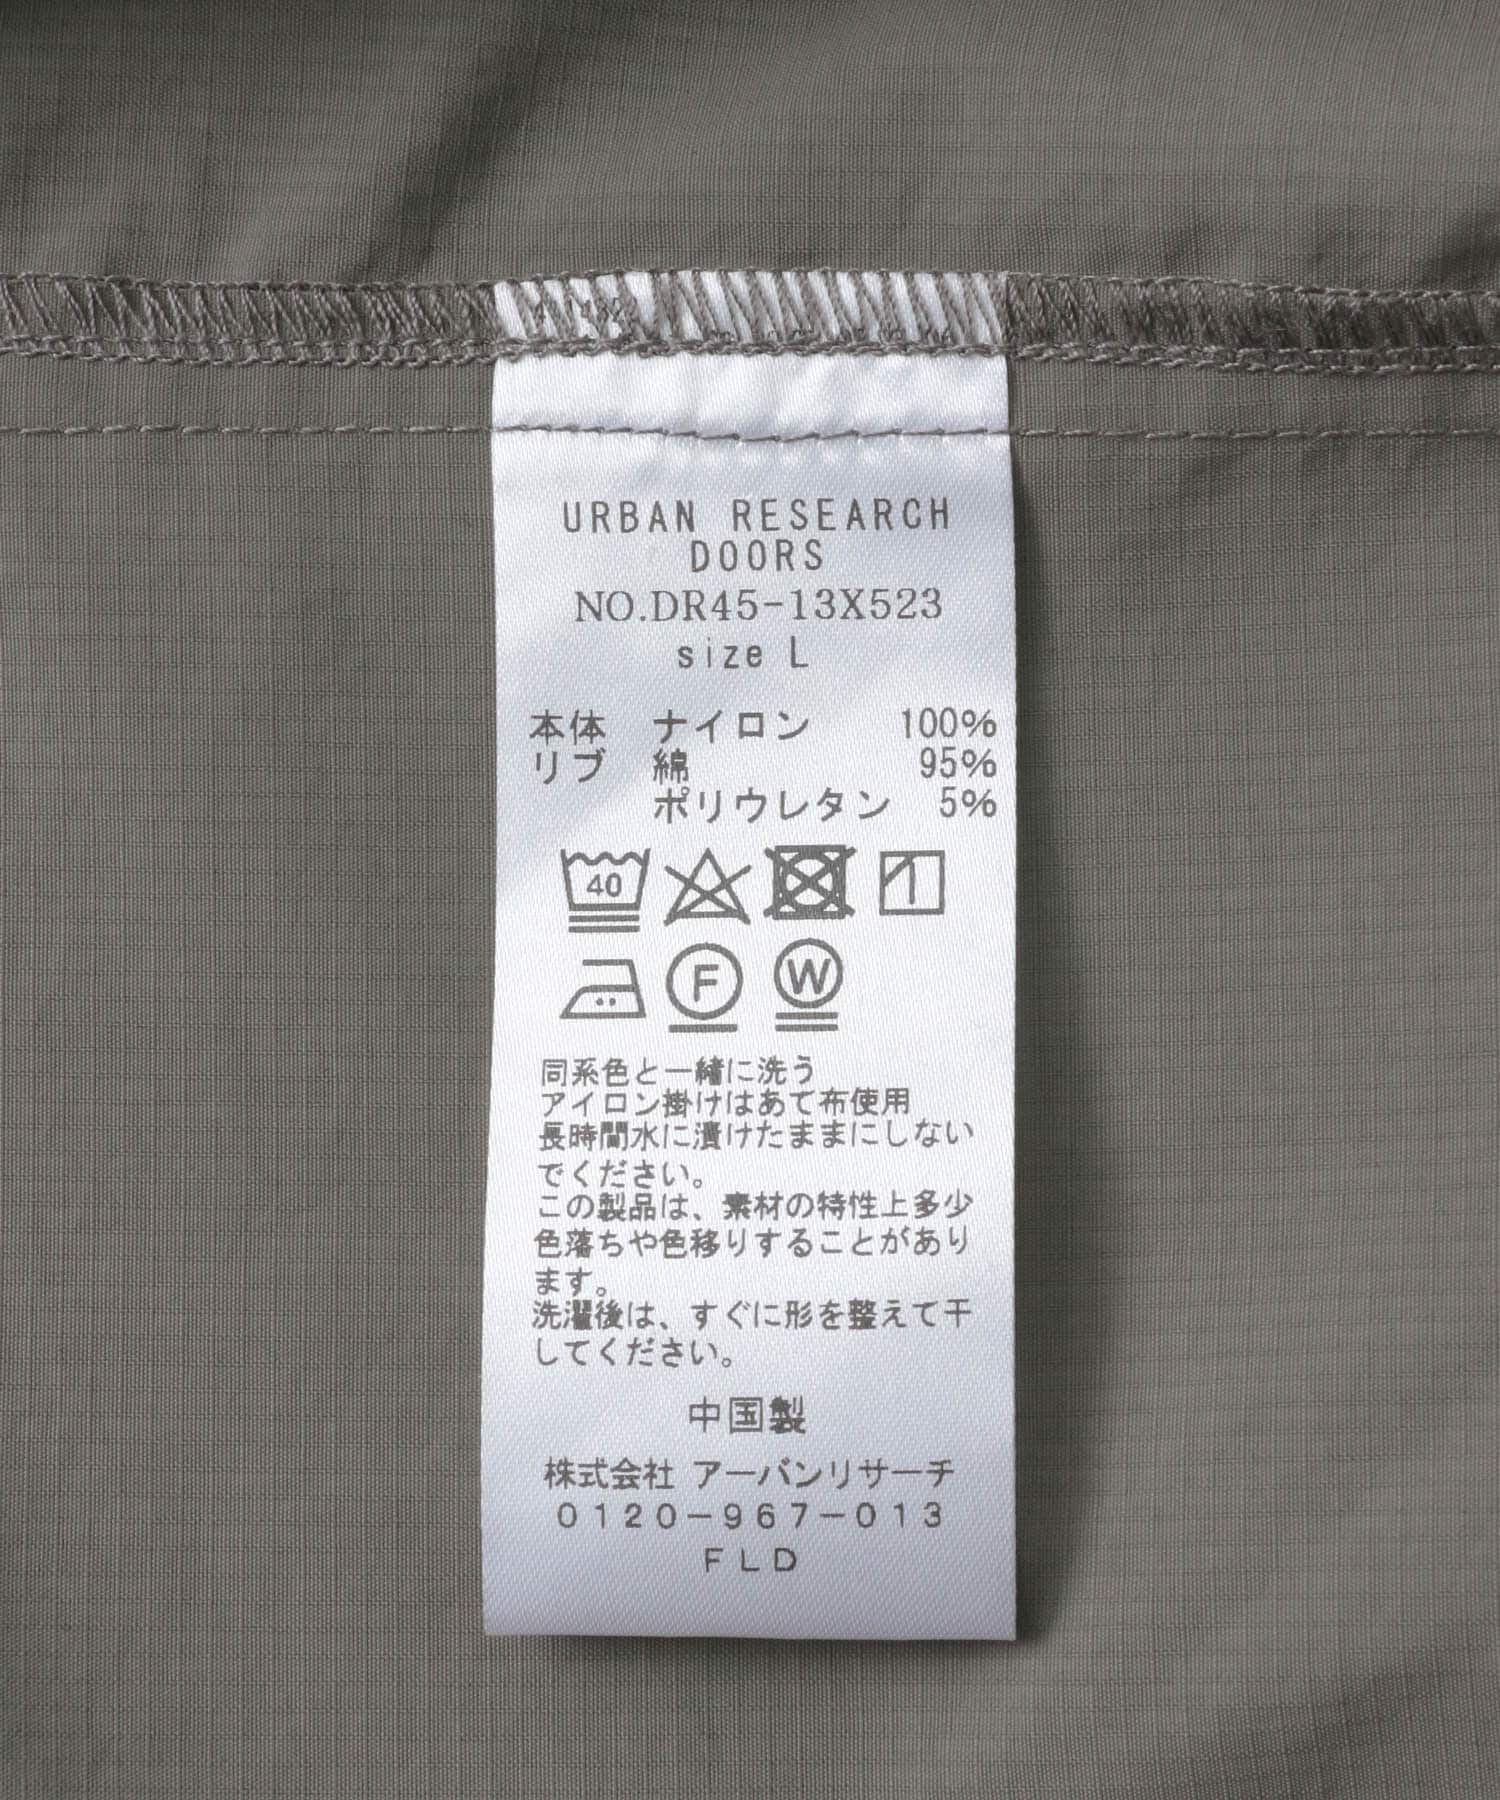 URBAN RESEARCH
DOORS
NO.DR45-13X523
size L
本体 ナイロン 100%
リブ 綿 95%
ポリウレタン 5%
40
F W
同系色と一緒に洗う
アイロン掛けはあて布使用
長時間水に漬けたままにしない
でください。
この製品は、素材の特性上多少
色落ちや色移りすることがあり
ます。
洗濯後は、すぐに形を整えて干
してください。
中国製
株式会社 アーバンリサーチ
0120-967-013
FLD